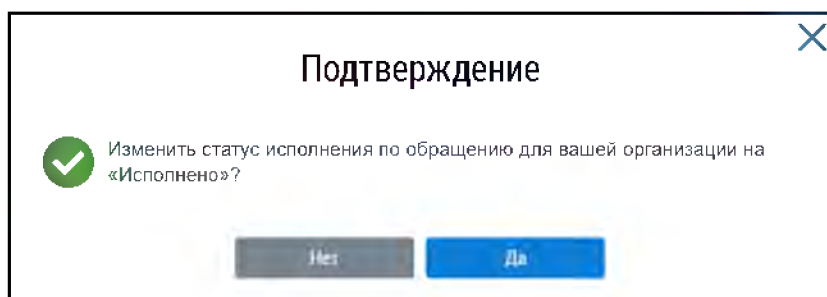 Подтверждение
Изменить статус исполнения по обращению для вашей организации на
«Исполнено»?
Нет
Да